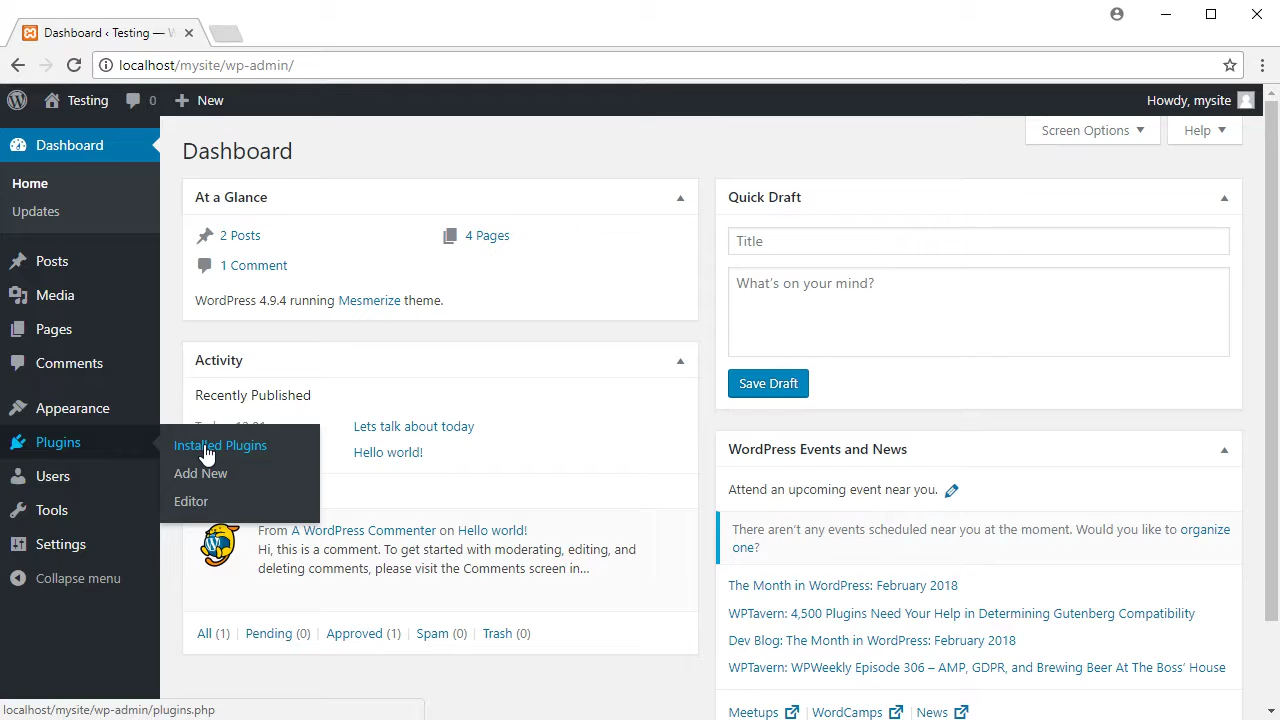 Dashboard ‹ Testing — W
localhost/mysite/wp-admin/
Testing 0 New Howdy, mysite
Screen Options Help
Dashboard
Home
Updates
Posts
Media
Pages
Comments
Appearance
Plugins
Users
Tools
Settings
Collapse menu
Installed Plugins
Add New
Editor
Dashboard
At a Glance
2 Posts 4 Pages
1 Comment
WordPress 4.9.4 running Mesmerize theme.
Activity
Recently Published
Lets talk about today
Hello world!
From A WordPress Commenter on Hello world!
Hi, this is a comment. To get started with moderating, editing, and
deleting comments, please visit the Comments screen in…
All (1) | Pending (0) | Approved (1) | Spam (0) | Trash (0)
Quick Draft
Title
What's on your mind?
Save Draft
WordPress Events and News
Attend an upcoming event near you.
There aren't any events scheduled near you at the moment. Would you like to organize
one?
The Month in WordPress: February 2018
WPTavern: 4,500 Plugins Need Your Help in Determining Gutenberg Compatibility
Dev Blog: The Month in WordPress: February 2018
WPTavern: WPWeekly Episode 306 – AMP, GDPR, and Brewing Beer At The Boss' House
Meetups | WordCamps | News
localhost/mysite/wp-admin/plugins.php